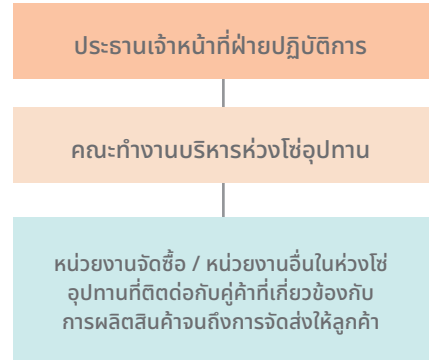 ประธานเจ้าหน้าที่ฝ่ายปฏิบัติการ
คณะทำงานบริหารห่วงโซ่อุปทาน
หน่วยงานจัดซื้อ / หน่วยงานอื่นในห่วงโซ่
อุปทานที่ติตด่อกับคู่ค้าที่เกี่ยวข้องกับ
การผลิตสินค้าจนถึงการจัดส่งให้ลูกค้า